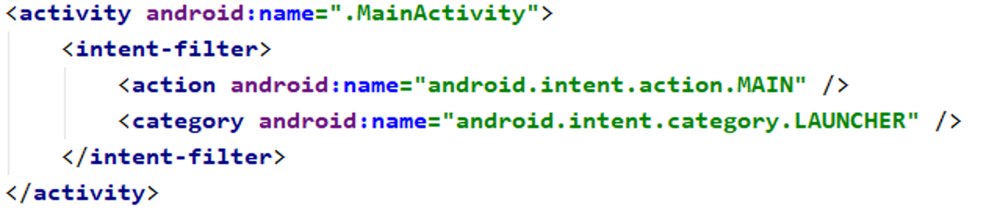 <activity android:name=".MainActivity">
<intent-filter>
<action android:name="android.intent.action.MAIN" />
<category android:name="android.intent.category.LAUNCHER" />
</intent-filter>
</activity>